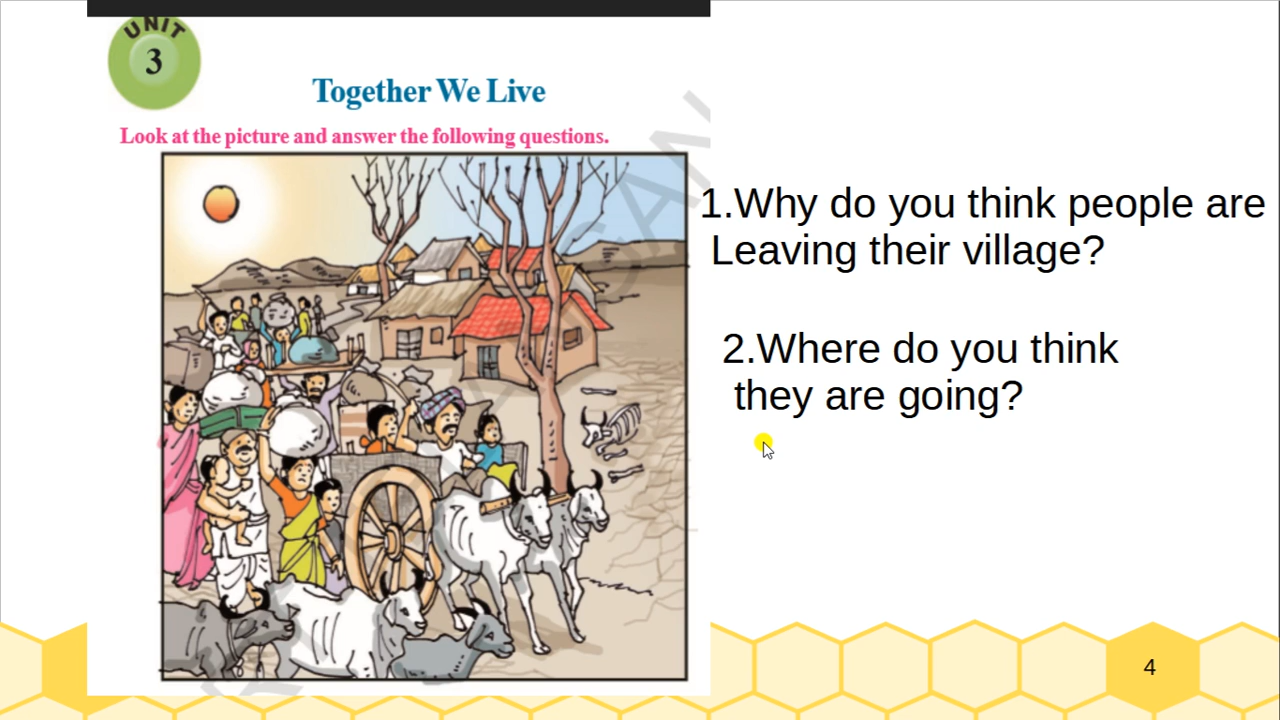 UNIT
3
Together We Live
Look at the picture and answer the following questions.
1.Why do you think people are
Leaving their village?
2.Where do you think
they are going?
4